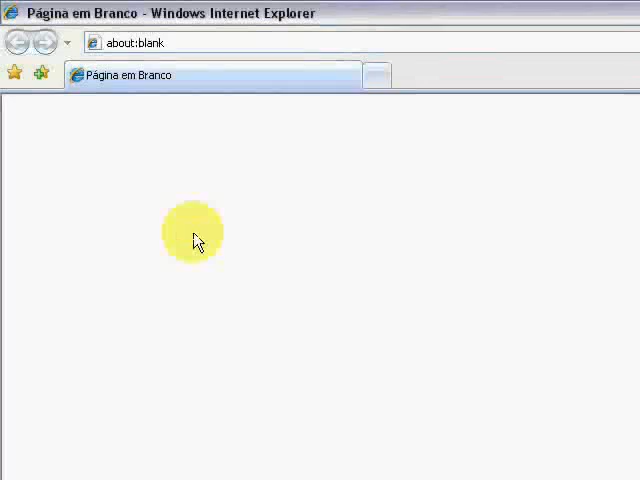 Página em Branco - Windows Internet Explorer
about:blank
Página em Branco